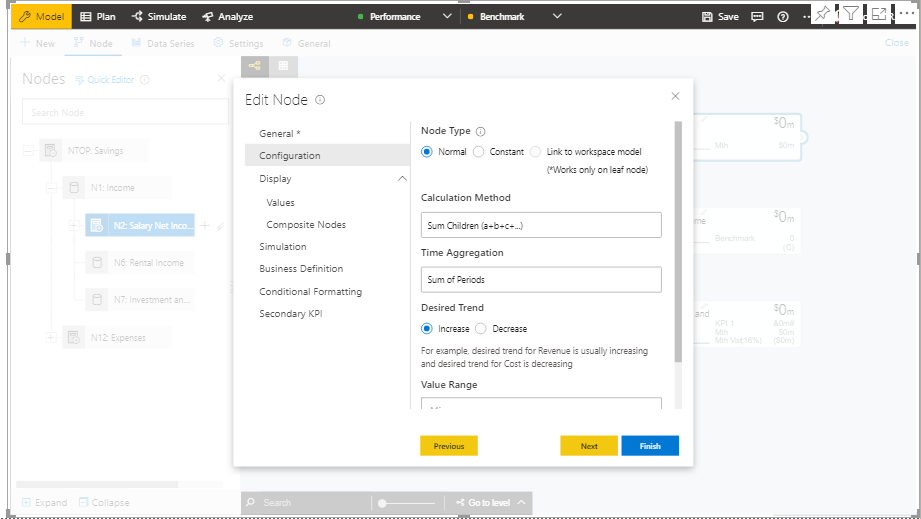 Model
Plan
Simulate
Analyze
Performance
Benchmark
Save
New
Node
Data Series
Settings
General
Close
Nodes
Quick Editor
Search Node
NTOP: Savings
N1: Income
N2: Salary Net Inco...
N6: Rental Income
N7: Investment an...
N12: Expenses
Expand
Collapse
Edit Node
General *
Configuration
Display
Values
Composite Nodes
Simulation
Business Definition
Conditional Formatting
Secondary KPI
Node Type
Normal
Constant
Link to workspace model
(*Works only on leaf node)
Calculation Method
Sum Children (a+b+c+...)
Time Aggregation
Sum of Periods
Desired Trend
Increase
Decrease
For example, desired trend for Revenue is usually increasing
and desired trend for Cost is decreasing
Value Range
Previous
Next
Finish
$0m
Mth $0m
me $0m
Benchmark 0
(C)
and $0m
KPI 1 &0m#
Mth $0m
($0m)
Search
Go to level